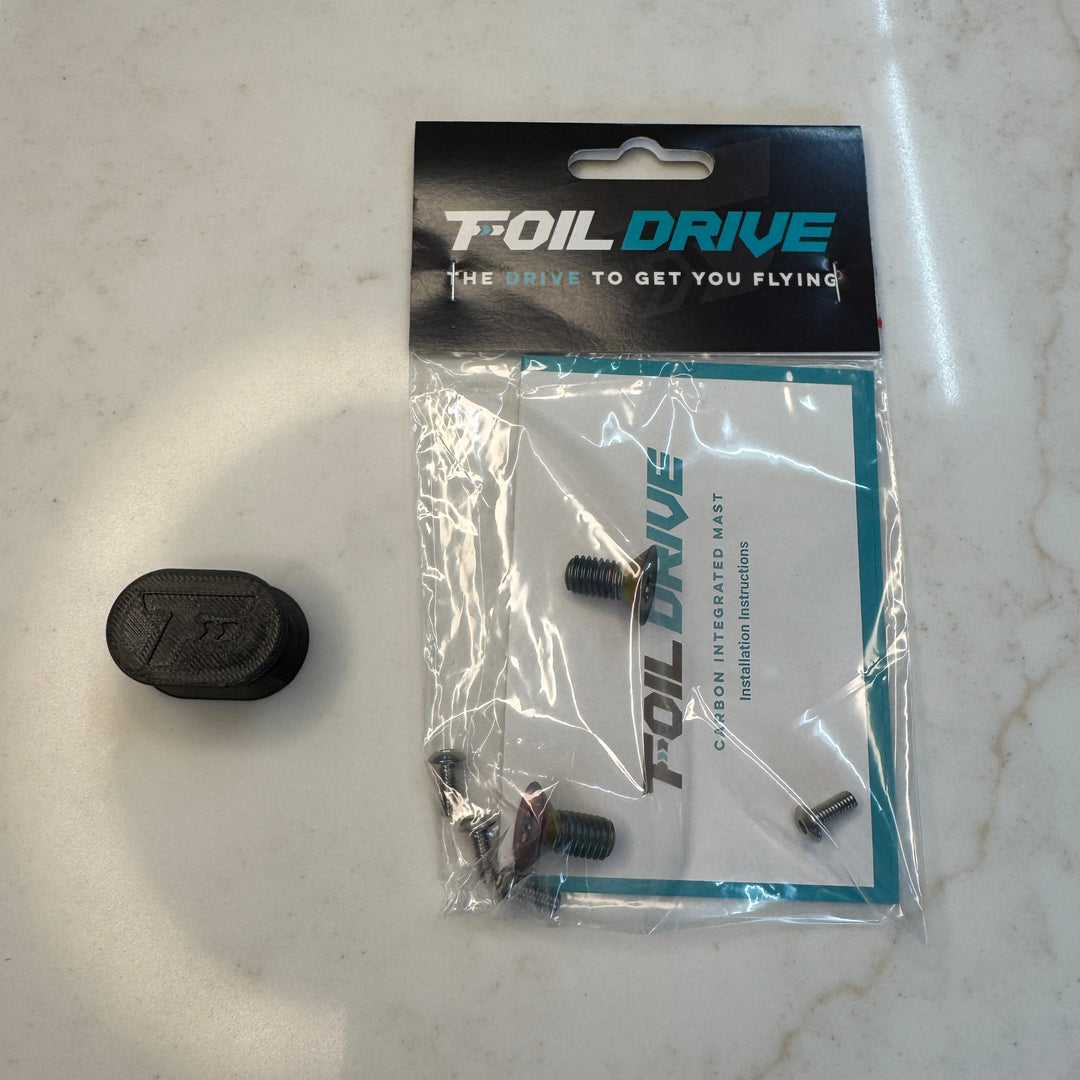 FOIL DRIVE
THE DRIVE TO GET YOU FLYING
FOIL DRIVE
CARBON INTEGRATED MAST
Installation Instructions